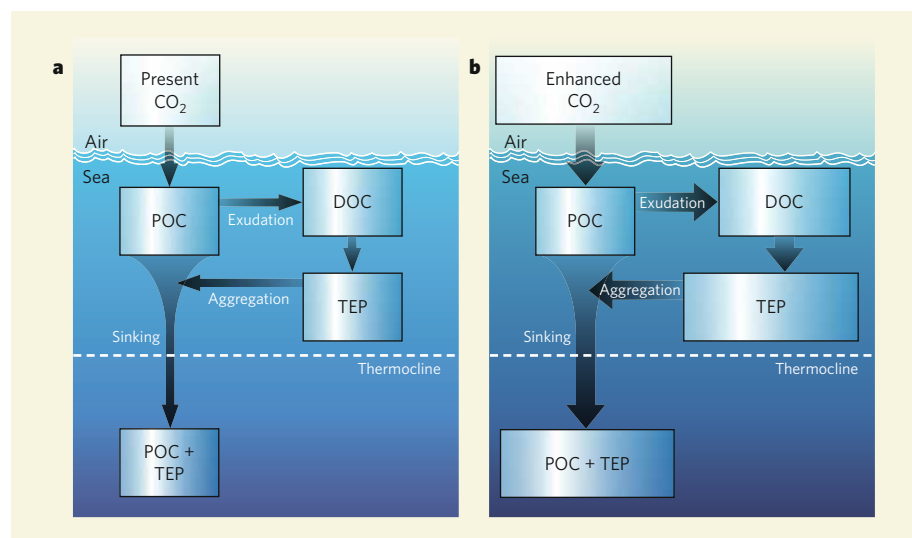 a
Present
CO₂
Air
Sea
POC
Exudation
DOC
Aggregation
TEP
Sinking
Thermocline
POC +
TEP
b
Enhanced
CO₂
Air
Sea
POC
Exudation
DOC
Aggregation
TEP
Sinking
Thermocline
POC + TEP